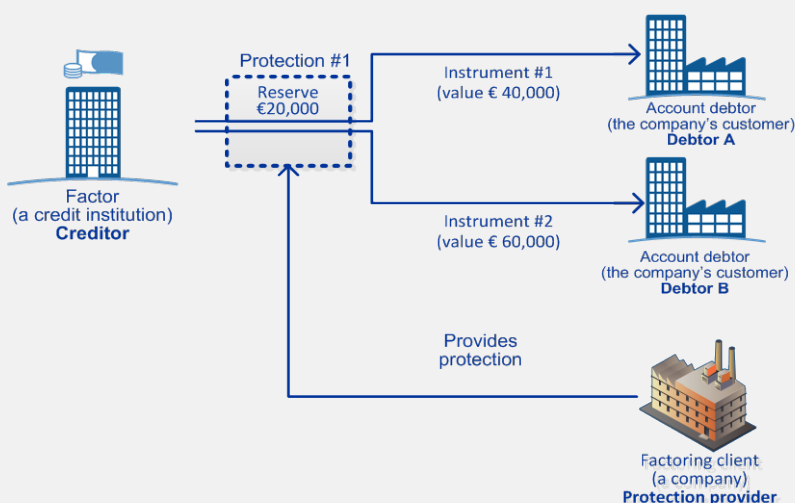 Protection #1
Reserve
€20,000
Instrument #1
(value € 40,000)
Account debtor
(the company's customer)
Debtor A
Factor
(a credit institution)
Creditor
Instrument #2
(value € 60,000)
Account debtor
(the company's customer)
Debtor B
Provides
protection
Factoring client
(a company)
Protection provider